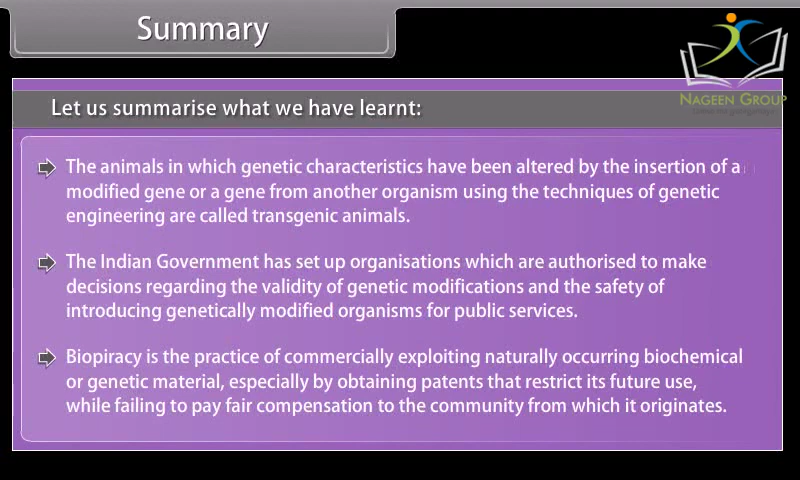 Summary
NAGEEN GROUP
Let us summarise what we have learnt:
The animals in which genetic characteristics have been altered by the insertion of a
modified gene or a gene from another organism using the techniques of genetic
engineering are called transgenic animals.
The Indian Government has set up organisations which are authorised to make
decisions regarding the validity of genetic modifications and the safety of
introducing genetically modified organisms for public services.
Biopiracy is the practice of commercially exploiting naturally occurring biochemical
or genetic material, especially by obtaining patents that restrict its future use,
while failing to pay fair compensation to the community from which it originates.